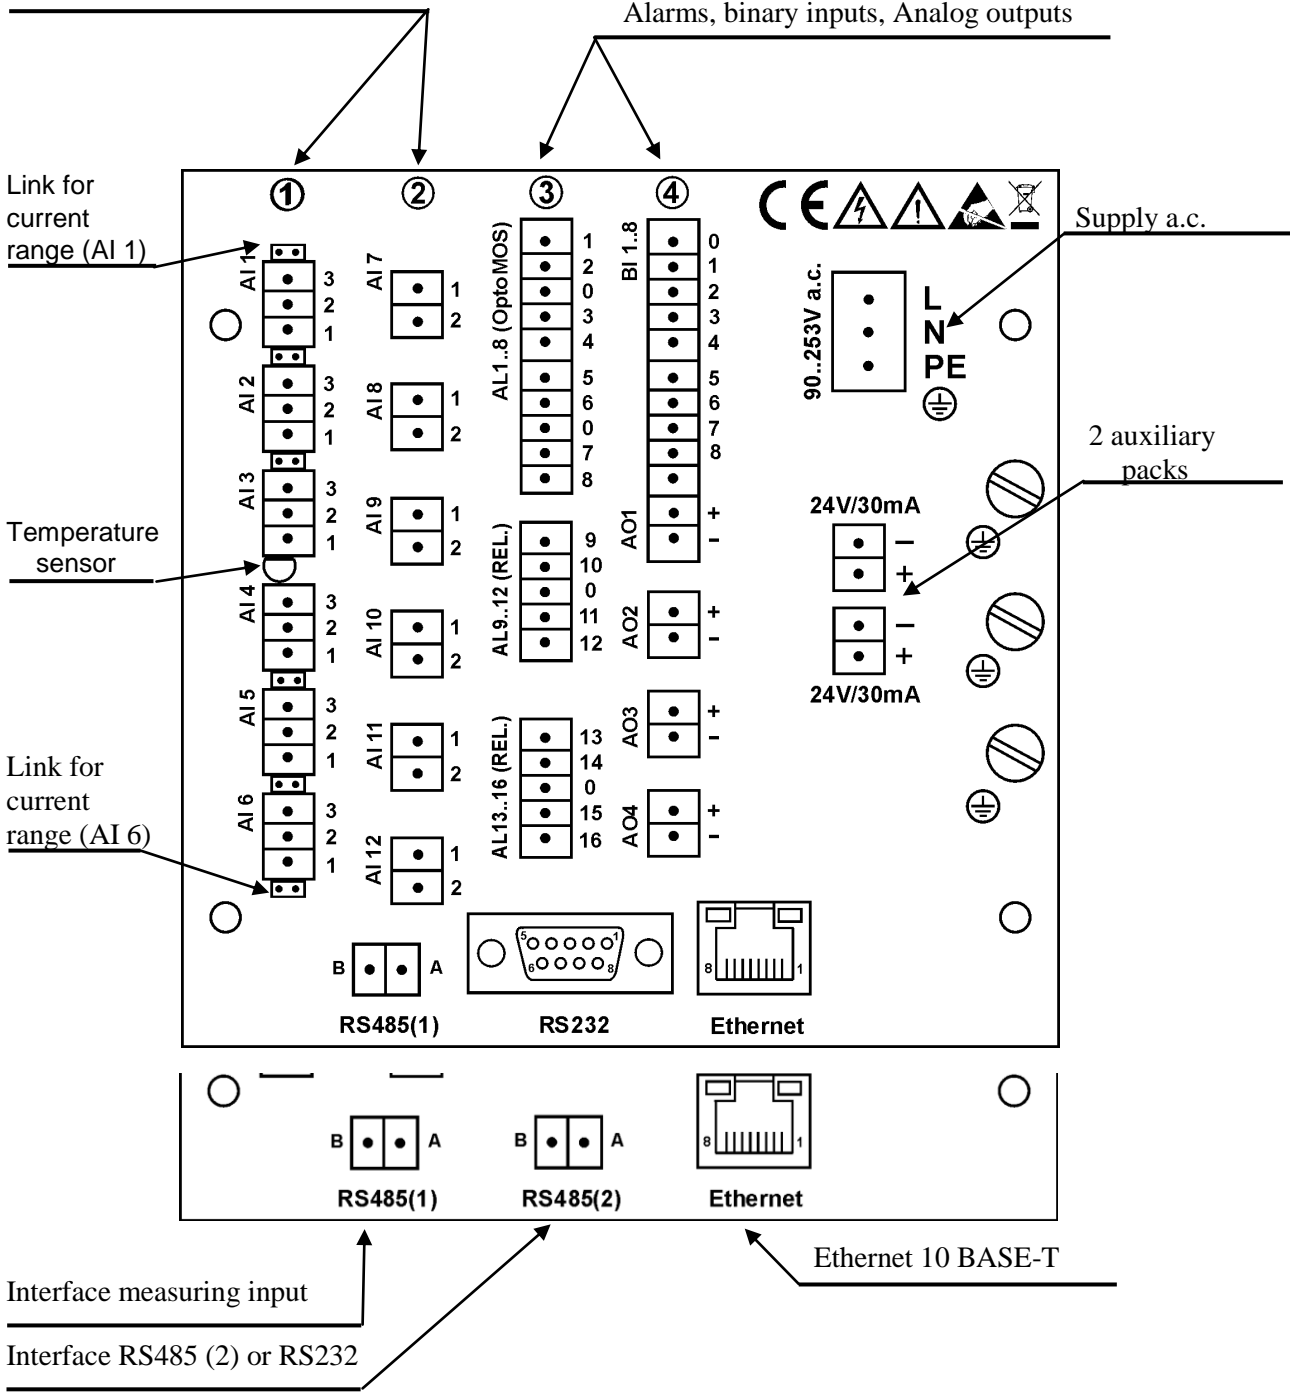 Alarms, binary inputs, Analog outputs
1 2 3 4
CE
Link for
current
range (AI 1)
Supply a.c.
AI 1
3
2
1
AI 2
3
2
1
AI 3
3
2
1
Temperature
sensor
AI 4
3
2
1
AI 5
3
2
1
AI 6
3
2
1
Link for
current
range (AI 6)
AI 7
1
2
AI 8
1
2
AI 9
1
2
AI 10
1
2
AI 11
1
2
AI 12
1
2
AL1..8 (OptoMOS)
1
2
0
3
4
5
6
0
7
8
AL9..12 (REL.)
9
10
0
11
12
AL13..16 (REL.)
13
14
0
15
16
BI 1..8
0
1
2
3
4
5
6
7
8
AO1
+
–
AO2
+
–
AO3
+
–
AO4
+
–
90..253V a.c.
L
N
PE
2 auxiliary
packs
24V/30mA
–
+
–
+
24V/30mA
B A
RS485(1)
5 1
6 8
RS232
8 1
Ethernet
B A
RS485(1)
B A
RS485(2)
8 1
Ethernet
Ethernet 10 BASE-T
Interface measuring input
Interface RS485 (2) or RS232